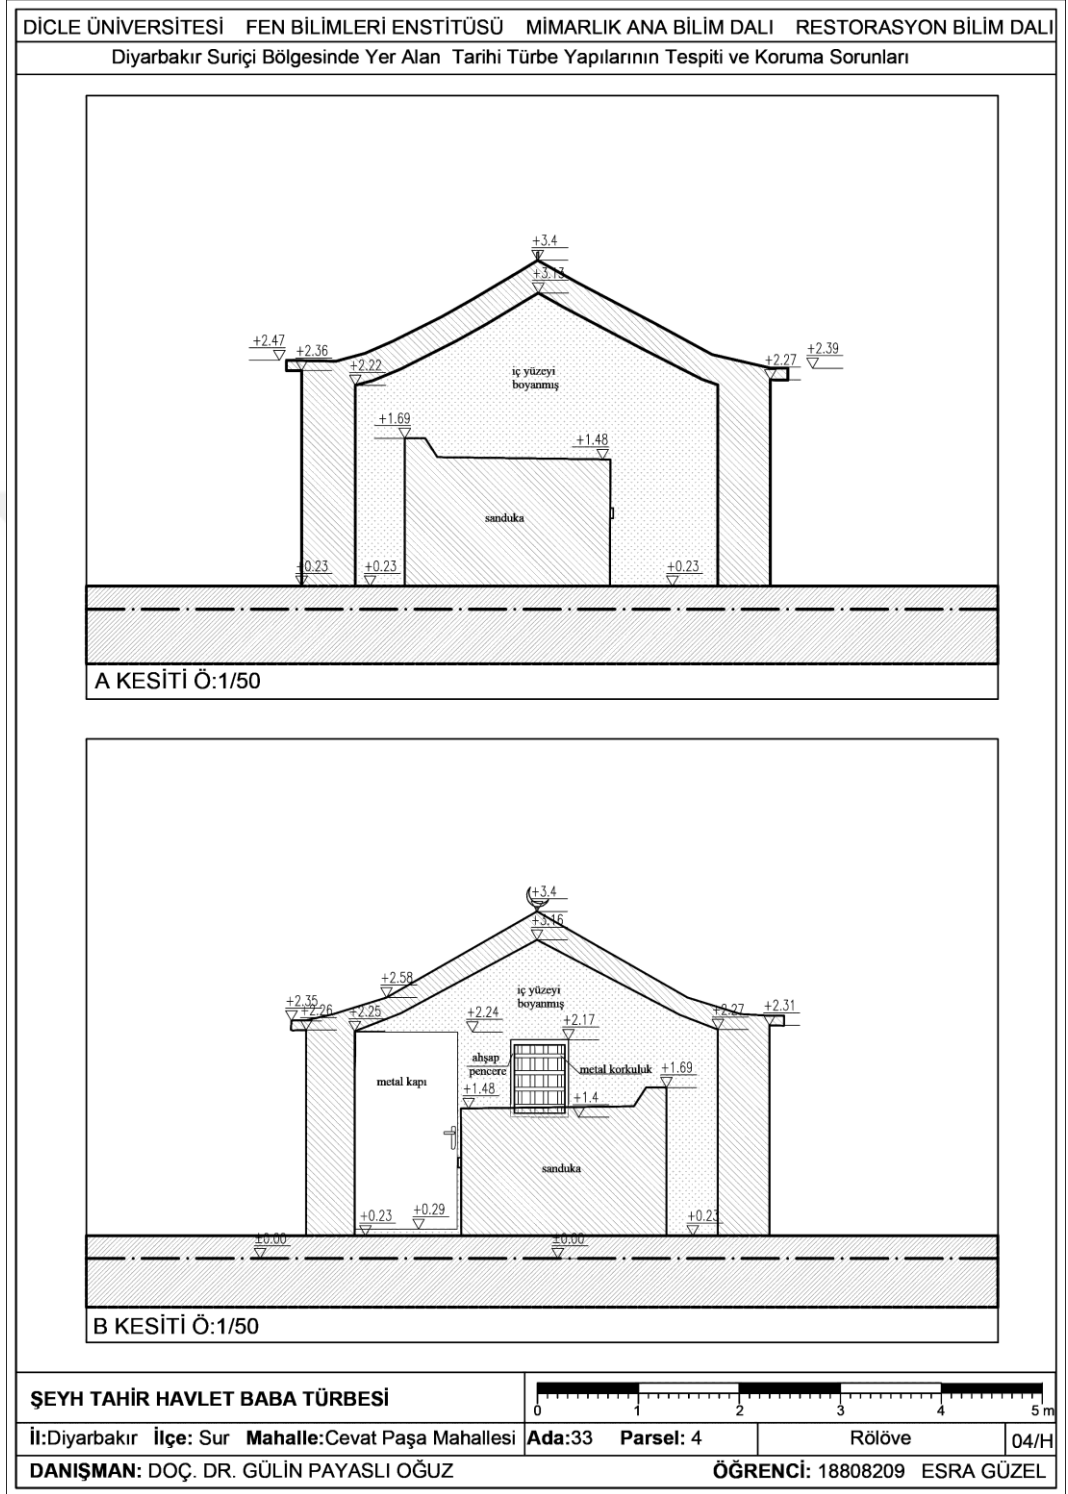 DİCLE ÜNİVERSİTESİ FEN BİLİMLERİ ENSTİTÜSÜ MİMARLIK ANA BİLİM DALI RESTORASYON BİLİM DALI
Diyarbakır Suriçi Bölgesinde Yer Alan Tarihi Türbe Yapılarının Tespiti ve Koruma Sorunları
+3.4
+3.13
+2.47
+2.36
+2.39
+2.27
+2.22
iç yüzeyi
boyanmış
+1.69
+1.48
sanduka
+0.23
+0.23
+0.23
A KESİTİ Ö:1/50
+3.4
+3.16
+2.58
iç yüzeyi
boyanmış
+2.35
+2.26
+2.25
+2.24
+2.17
+2.27
+2.31
ahşap
pencere
metal korkuluk
+1.69
metal kapı
+1.48
+1.4
sanduka
+0.23
+0.29
+0.23
±0.00
±0.00
B KESİTİ Ö:1/50
ŞEYH TAHİR HAVLET BABA TÜRBESİ
0 1 2 3 4 5 m
İl:Diyarbakır İlçe: Sur Mahalle:Cevat Paşa Mahallesi Ada:33 Parsel: 4 Rölöve 04/H
DANIŞMAN: DOÇ. DR. GÜLİN PAYASLI OĞUZ ÖĞRENCİ: 18808209 ESRA GÜZEL